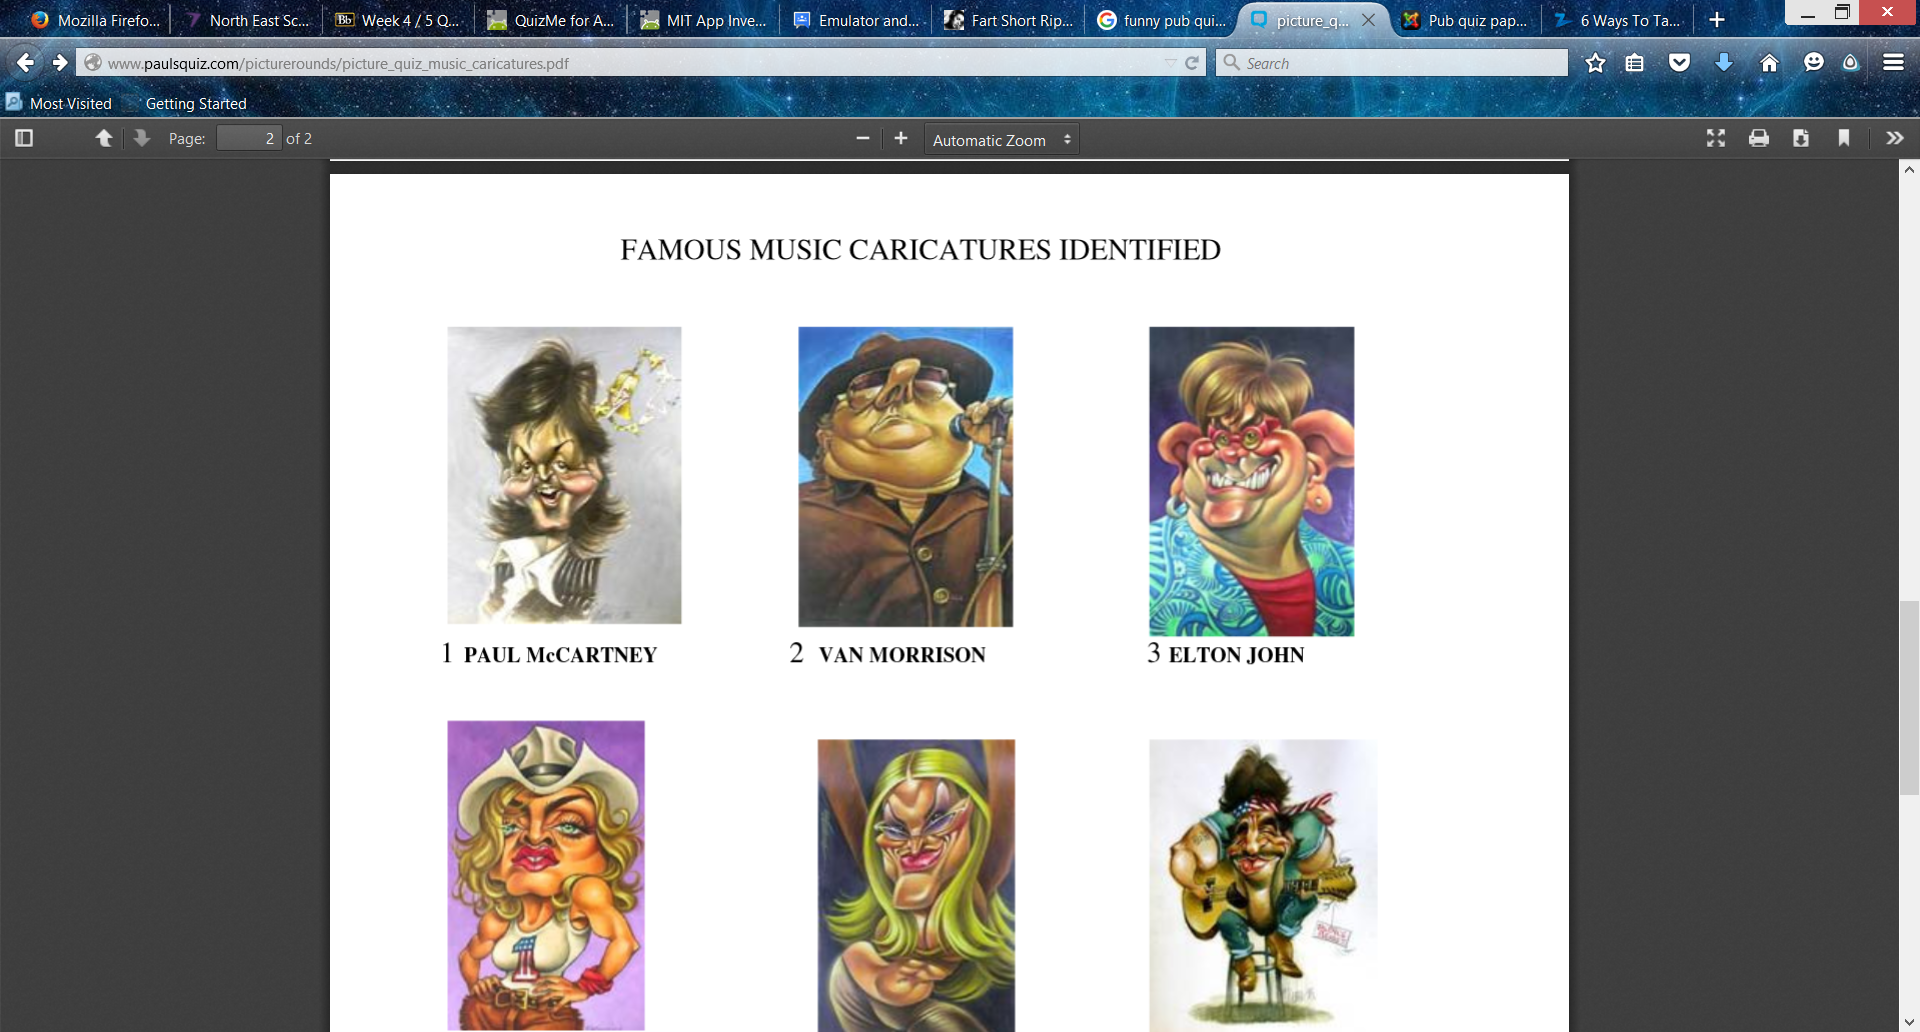 Mozilla Firefo...
North East Sc...
Bb Week 4 / 5 Q...
QuizMe for A...
MIT App Inve...
Emulator and...
Fart Short Rip...
funny pub qui...
picture_q...
Pub quiz pap...
6 Ways To Ta...
www.paulsquiz.com/picturerounds/picture_quiz_music_caricatures.pdf
Search
Most Visited
Getting Started
Page: 2 of 2
Automatic Zoom
FAMOUS MUSIC CARICATURES IDENTIFIED
1 PAUL McCARTNEY
2 VAN MORRISON
3 ELTON JOHN
1